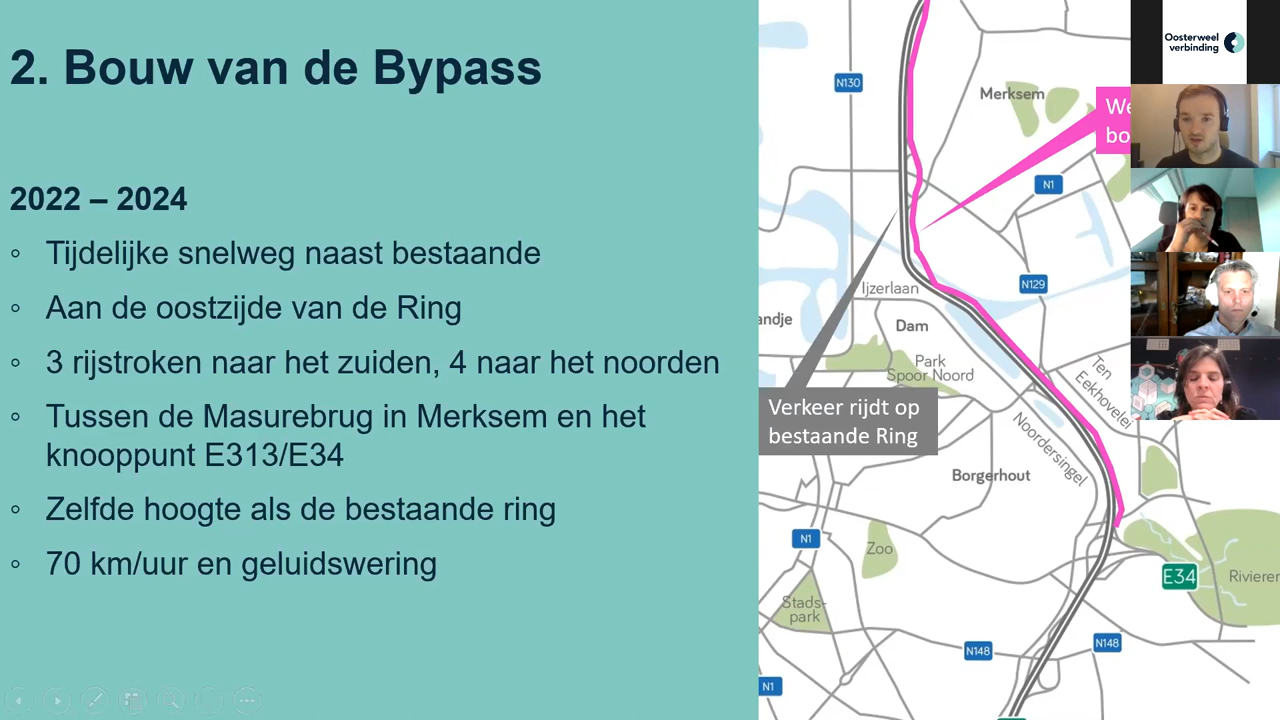 2. Bouw van de Bypass
2022 – 2024
◦ Tijdelijke snelweg naast bestaande
◦ Aan de oostzijde van de Ring
◦ 3 rijstroken naar het zuiden, 4 naar het noorden
◦ Tussen de Masurebrug in Merksem en het
knooppunt E313/E34
◦ Zelfde hoogte als de bestaande ring
◦ 70 km/uur en geluidswering
Oosterweel
verbinding
N130
Merksem
We
bo
N1
N129
Ijzerlaan
andje
Dam
Park
Spoor Noord
Ten
Eekhovelei
Verkeer rijdt op
bestaande Ring
Noordersingel
Borgerhout
N1
Zoo
E34
Rivieren
Stads-
park
N148
N148
N1